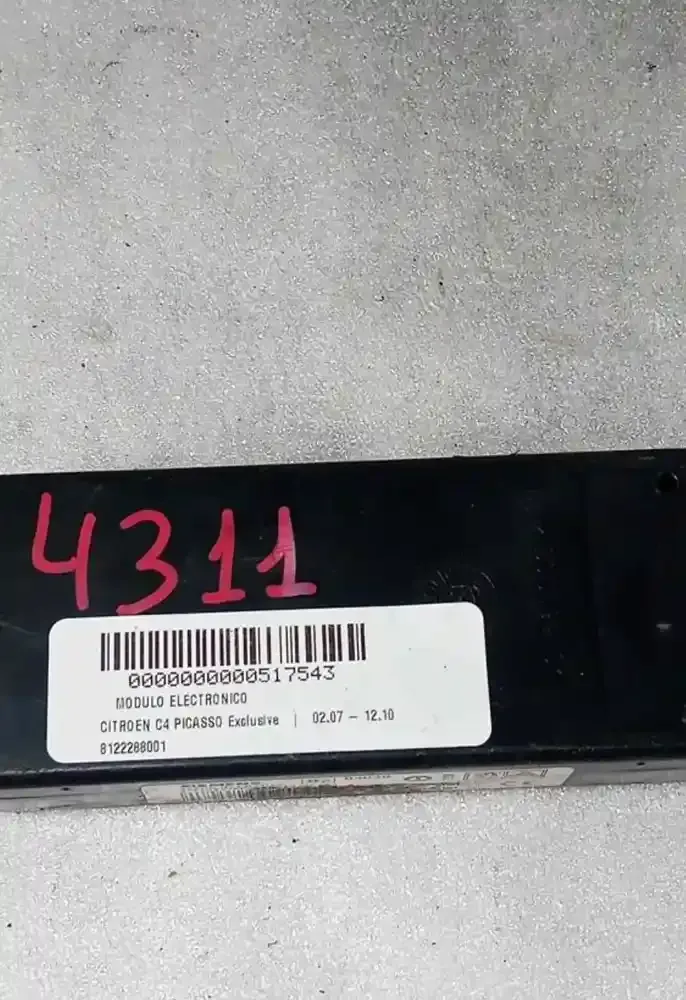 4311
0000000000517543
MODULO ELECTRONICO
CITROEN C4 PICASSO Exclusive | 02.07 – 12.10
8122288001